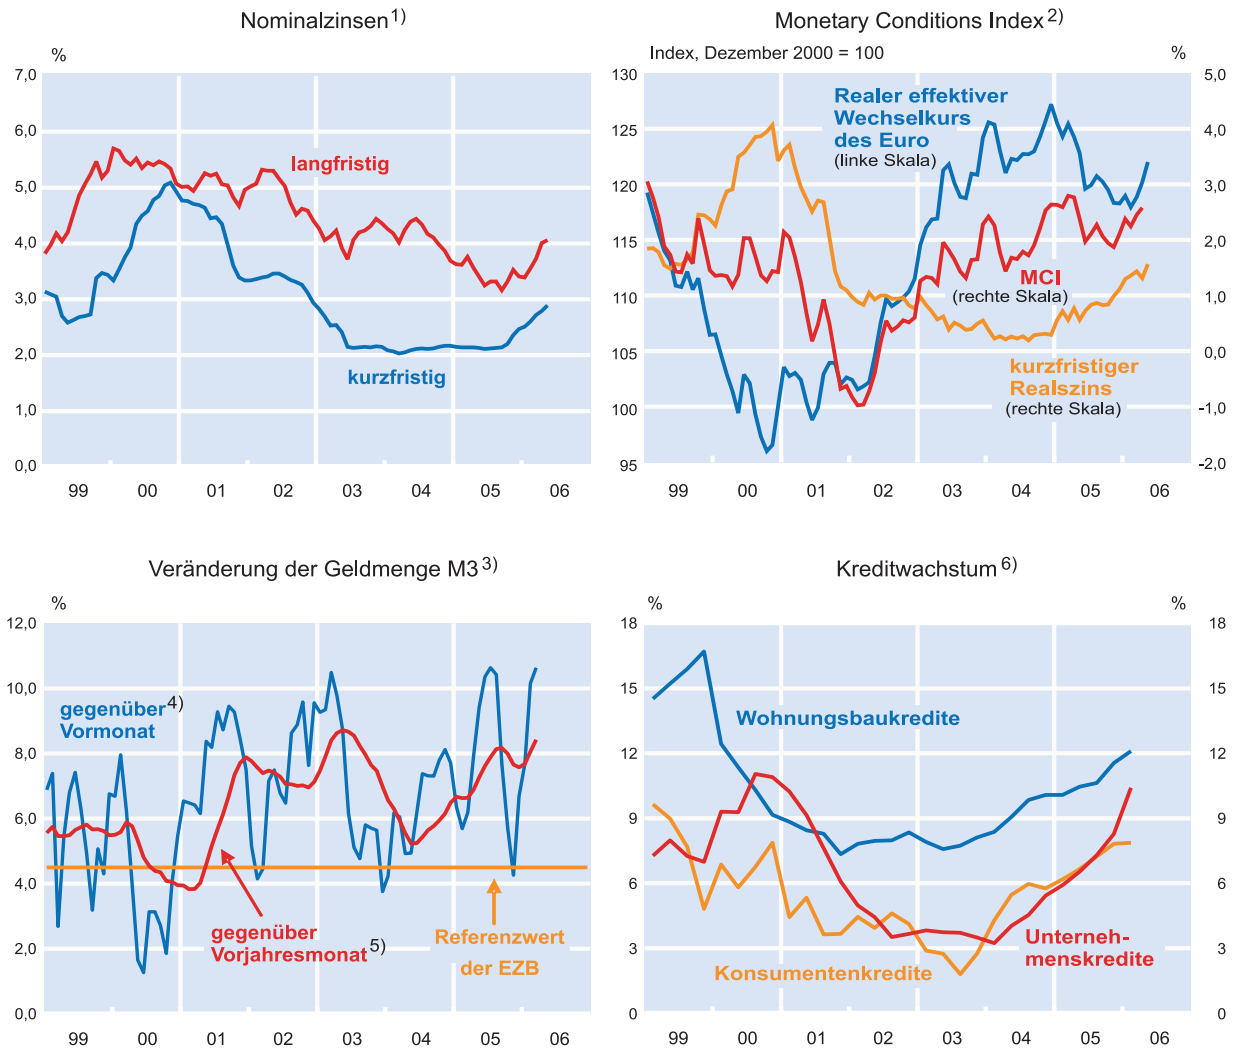 Nominalzinsen 1)
%
7,0
6,0
5,0
4,0
3,0
2,0
1,0
0,0
langfristig
kurzfristig
99 00 01 02 03 04 05 06
Monetary Conditions Index 2)
Index, Dezember 2000 = 100 %
130
125
120
115
110
105
100
95
Realer effektiver
Wechselkurs
des Euro
(linke Skala)
MCI
(rechte Skala)
kurzfristiger
Realszins
(rechte Skala)
5,0
4,0
3,0
2,0
1,0
0,0
-1,0
-2,0
99 00 01 02 03 04 05 06
Veränderung der Geldmenge M3 3)
%
12,0
10,0
8,0
6,0
4,0
2,0
0,0
gegenüber 4)
Vormonat
gegenüber
Vorjahresmonat 5)
Referenzwert
der EZB
99 00 01 02 03 04 05 06
Kreditwachstum 6)
% %
18
15
12
9
6
3
0
Wohnungsbaukredite
Konsumentenkredite
Unterneh-
menskredite
18
15
12
9
6
3
0
99 00 01 02 03 04 05 06